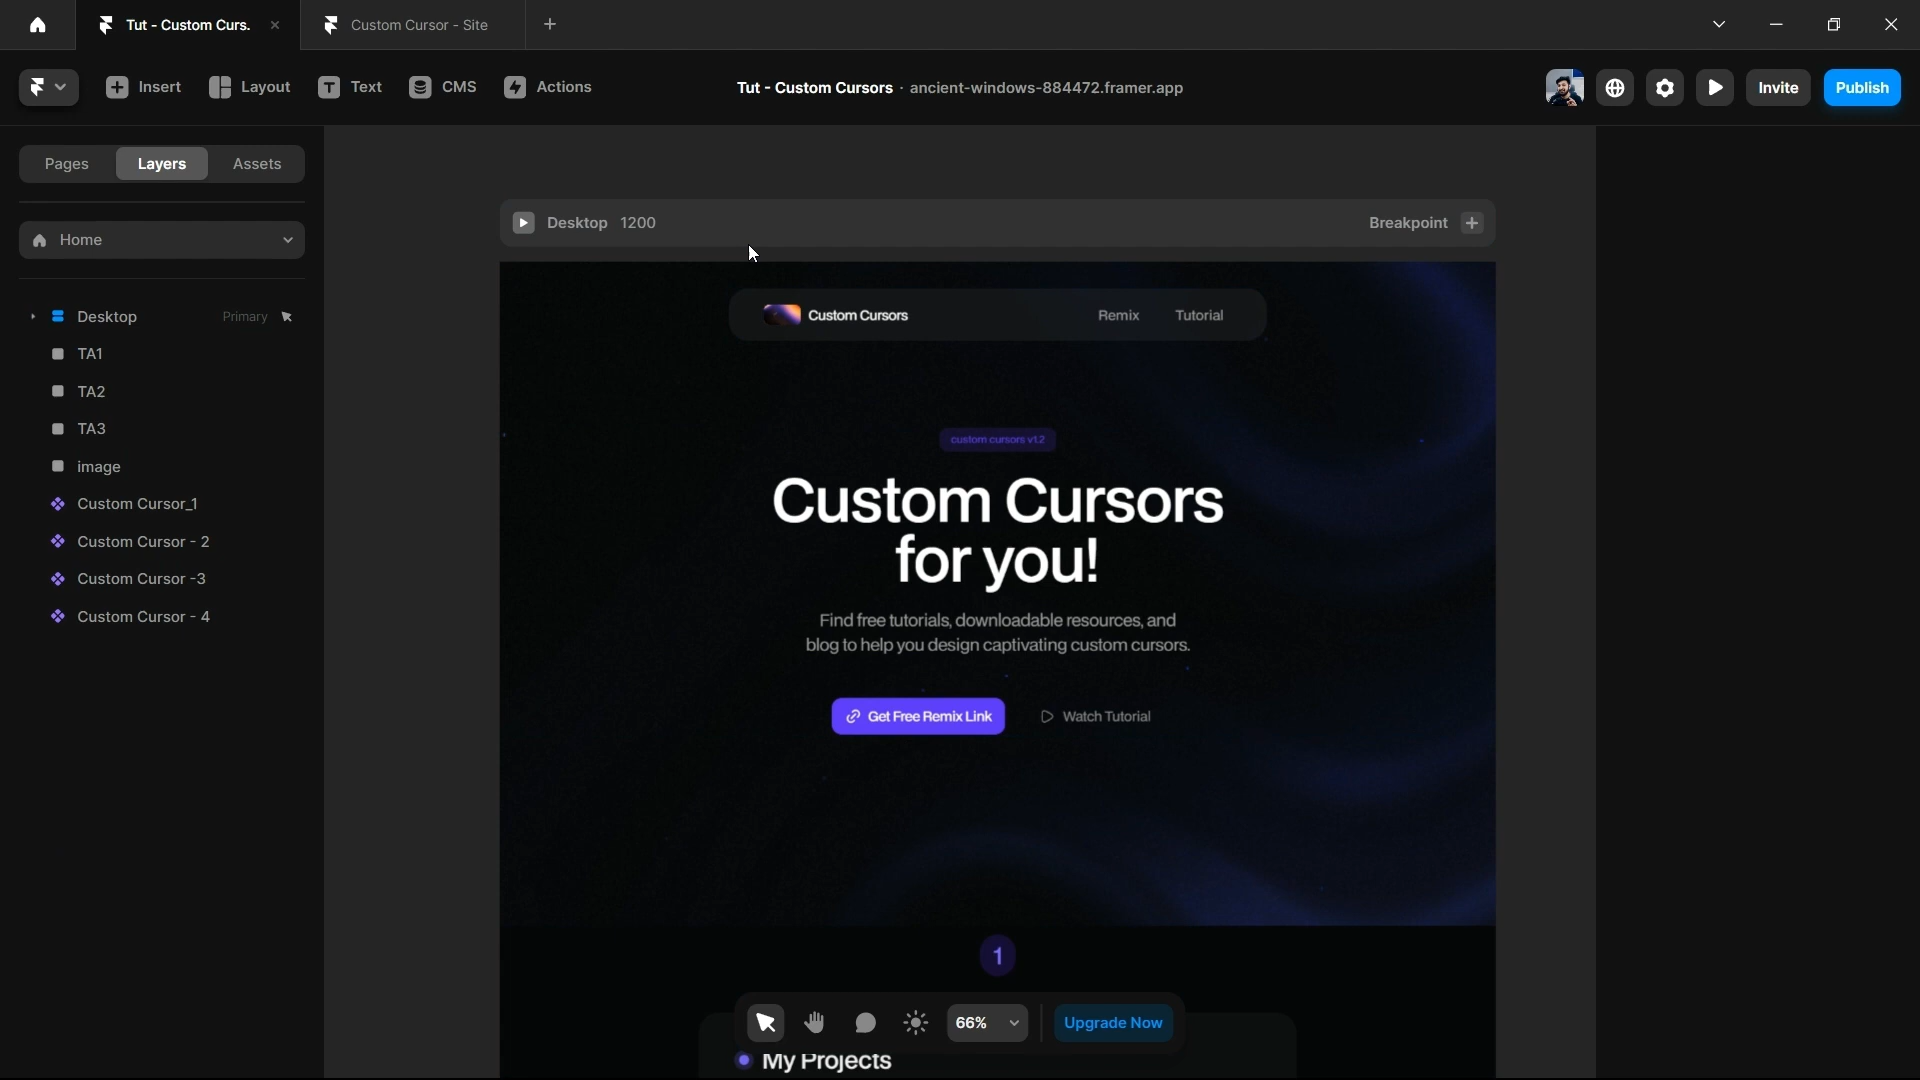 Tut - Custom Curs.
Custom Cursor - Site
Insert
Layout
Text
CMS
Actions
Tut - Custom Cursors · ancient-windows-884472.framer.app
Invite
Publish
Pages
Layers
Assets
Home
Desktop
Primary
TA1
TA2
TA3
image
Custom Cursor_1
Custom Cursor - 2
Custom Cursor -3
Custom Cursor - 4
Desktop 1200
Breakpoint
Custom Cursors
Remix
Tutorial
custom cursors v1.2
Custom Cursors
for you!
Find free tutorials, downloadable resources, and
blog to help you design captivating custom cursors.
Get Free Remix Link
Watch Tutorial
1
66%
Upgrade Now
My Projects